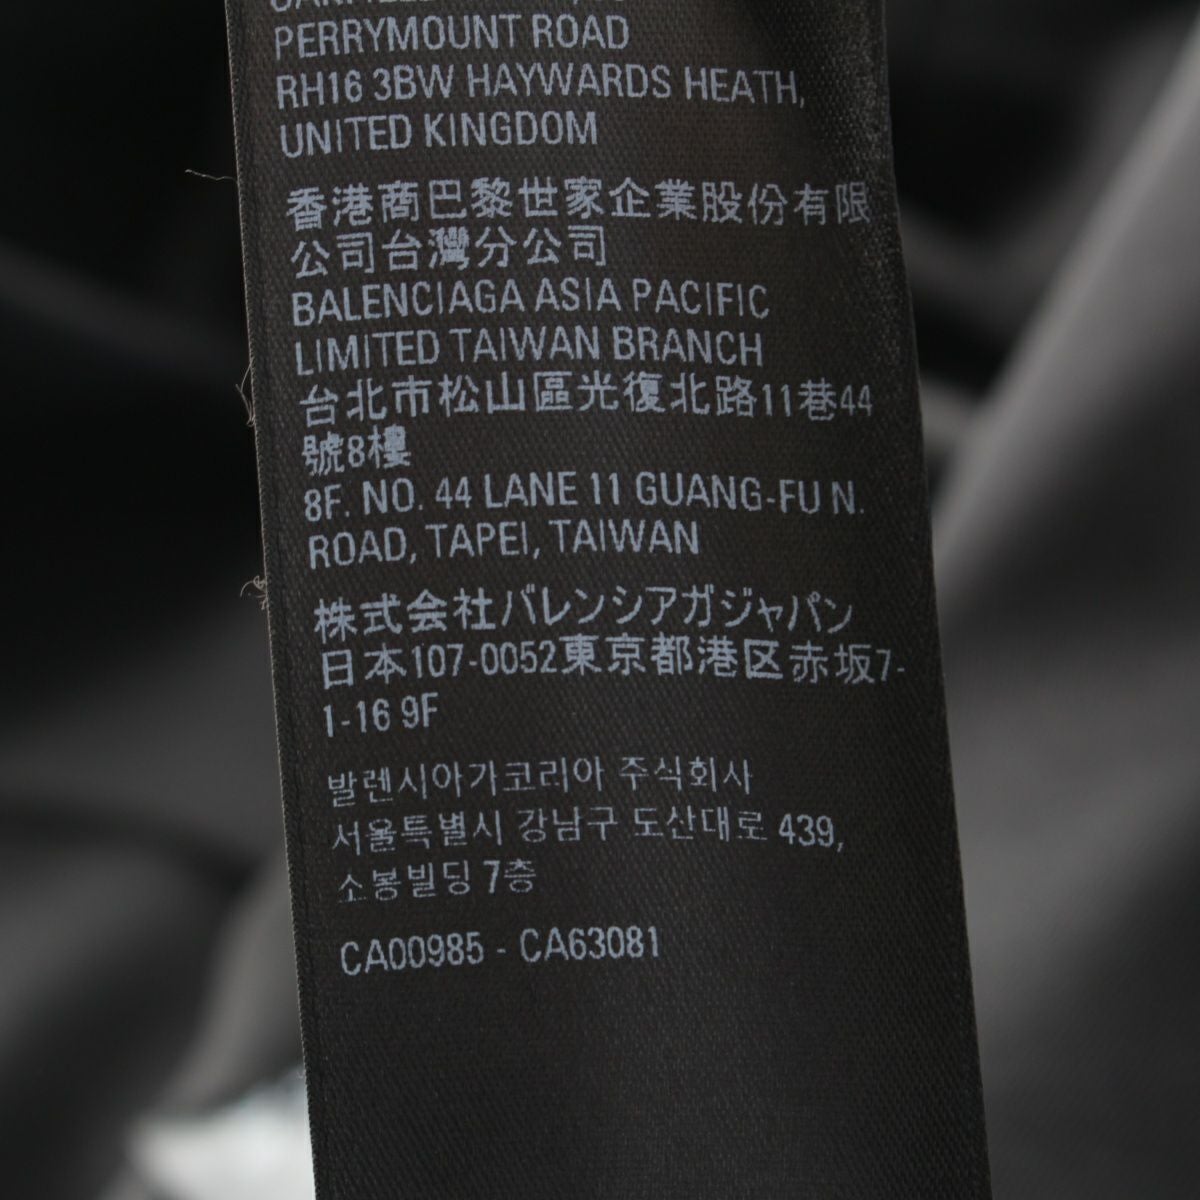 PERRYMOUNT ROAD
RH16 3BW HAYWARDS HEATH,
UNITED KINGDOM
香港商巴黎世家企業股份有限
公司台灣分公司
BALENCIAGA ASIA PACIFIC
LIMITED TAIWAN BRANCH
台北市松山區光復北路11巷44
號8樓
8F. NO. 44 LANE 11 GUANG-FU N.
ROAD, TAPEI, TAIWAN
株式会社バレンシアガジャパン
日本107-0052東京都港区赤坂7-
1-16 9F
발렌시아가코리아 주식회사
서울특별시 강남구 도산대로 439,
소봉빌딩 7층
CA00985 - CA63081